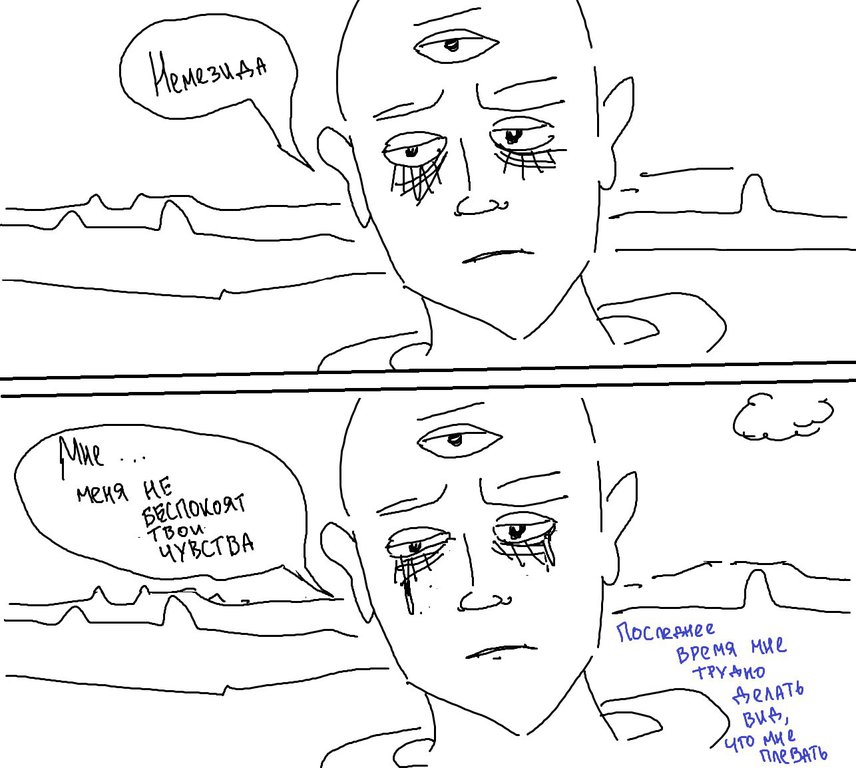 Немезида
Мне ...
меня НЕ
БЕСПОКОЯТ
ТВОИ
ЧУВСТВА
Последнее
время мне
трудно
делать
вид,
что мне
плевать